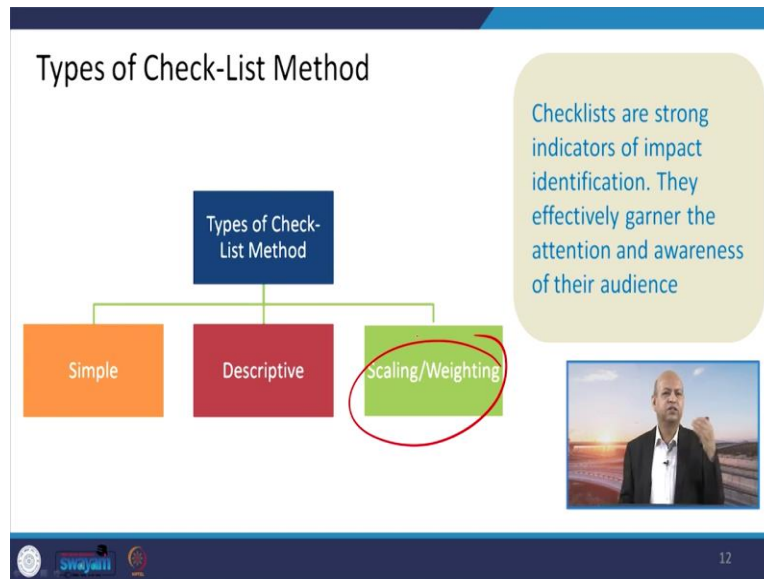 Types of Check-List Method
Checklists are strong
indicators of impact
identification. They
effectively garner the
attention and awareness
of their audience
Types of Check-
List Method
Simple
Descriptive
Scaling/Weighting
swayam
12